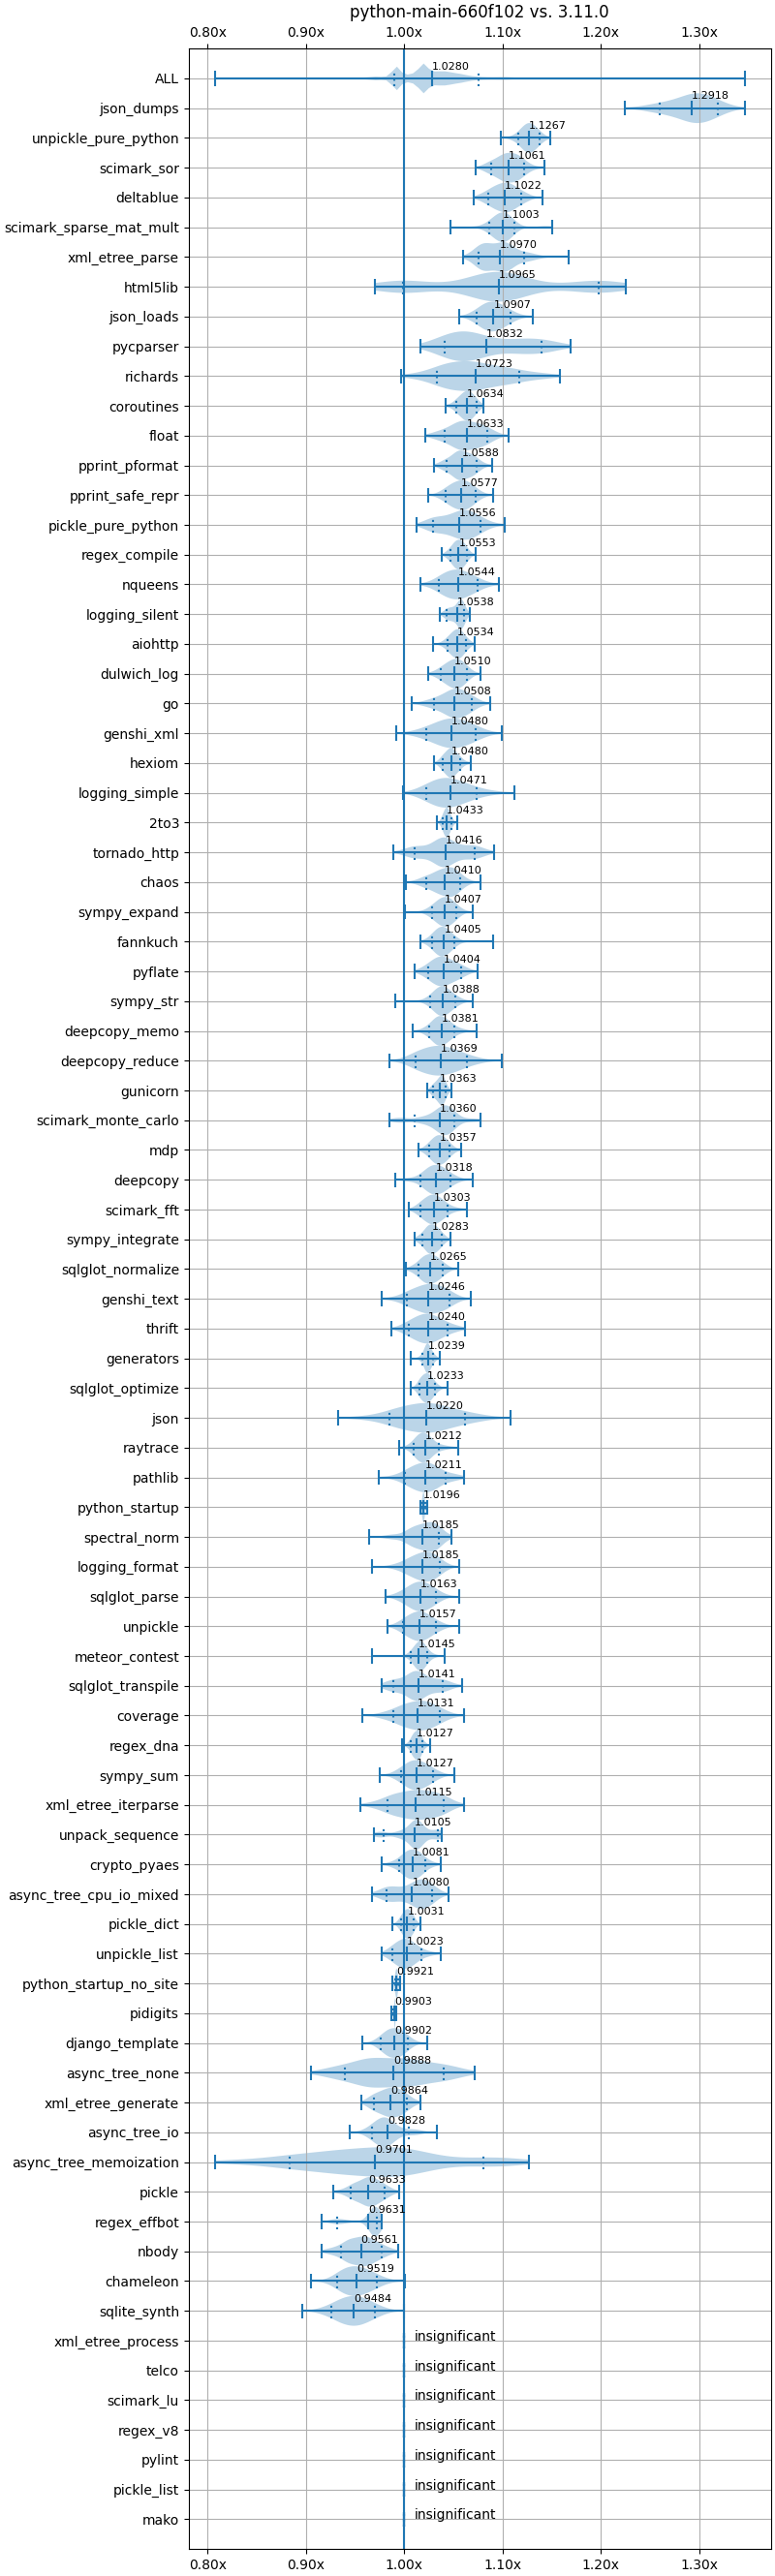 python-main-660f102 vs. 3.11.0
0.80x 0.90x 1.00x 1.10x 1.20x 1.30x
ALL 1.0280
json_dumps 1.2918
unpickle_pure_python 1.1267
scimark_sor 1.1061
deltablue 1.1022
scimark_sparse_mat_mult 1.1003
xml_etree_parse 1.0970
html5lib 1.0965
json_loads 1.0907
pycparser 1.0832
richards 1.0723
coroutines 1.0634
float 1.0633
pprint_pformat 1.0588
pprint_safe_repr 1.0577
pickle_pure_python 1.0556
regex_compile 1.0553
nqueens 1.0544
logging_silent 1.0538
aiohttp 1.0534
dulwich_log 1.0510
go 1.0508
genshi_xml 1.0480
hexiom 1.0480
logging_simple 1.0471
2to3 1.0433
tornado_http 1.0416
chaos 1.0410
sympy_expand 1.0407
fannkuch 1.0405
pyflate 1.0404
sympy_str 1.0388
deepcopy_memo 1.0381
deepcopy_reduce 1.0369
gunicorn 1.0363
scimark_monte_carlo 1.0360
mdp 1.0357
deepcopy 1.0318
scimark_fft 1.0303
sympy_integrate 1.0283
sqlglot_normalize 1.0265
genshi_text 1.0246
thrift 1.0240
generators 1.0239
sqlglot_optimize 1.0233
json 1.0220
raytrace 1.0212
pathlib 1.0211
python_startup 1.0196
spectral_norm 1.0185
logging_format 1.0185
sqlglot_parse 1.0163
unpickle 1.0157
meteor_contest 1.0145
sqlglot_transpile 1.0141
coverage 1.0131
regex_dna 1.0127
sympy_sum 1.0127
xml_etree_iterparse 1.0115
unpack_sequence 1.0105
crypto_pyaes 1.0081
async_tree_cpu_io_mixed 1.0080
pickle_dict 1.0031
unpickle_list 1.0023
python_startup_no_site 0.9921
pidigits 0.9903
django_template 0.9902
async_tree_none 0.9888
xml_etree_generate 0.9864
async_tree_io 0.9828
async_tree_memoization 0.9701
pickle 0.9633
regex_effbot 0.9631
nbody 0.9561
chameleon 0.9519
sqlite_synth 0.9484
xml_etree_process insignificant
telco insignificant
scimark_lu insignificant
regex_v8 insignificant
pylint insignificant
pickle_list insignificant
mako insignificant
0.80x 0.90x 1.00x 1.10x 1.20x 1.30x